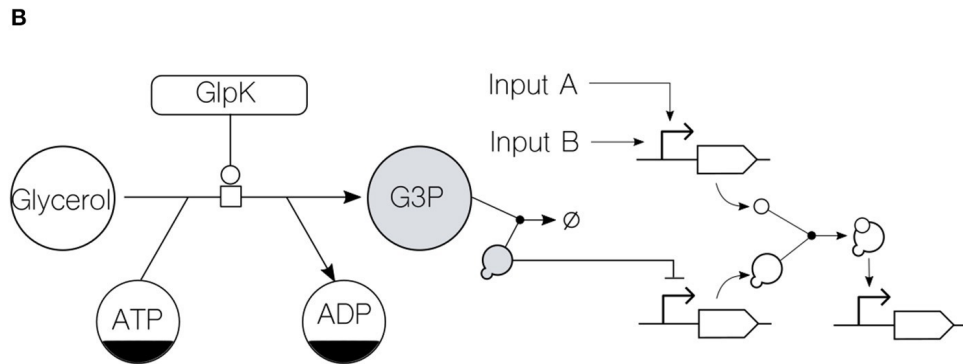 B
GlpK
Input A
Input B
Glycerol
G3P
∅
ATP
ADP